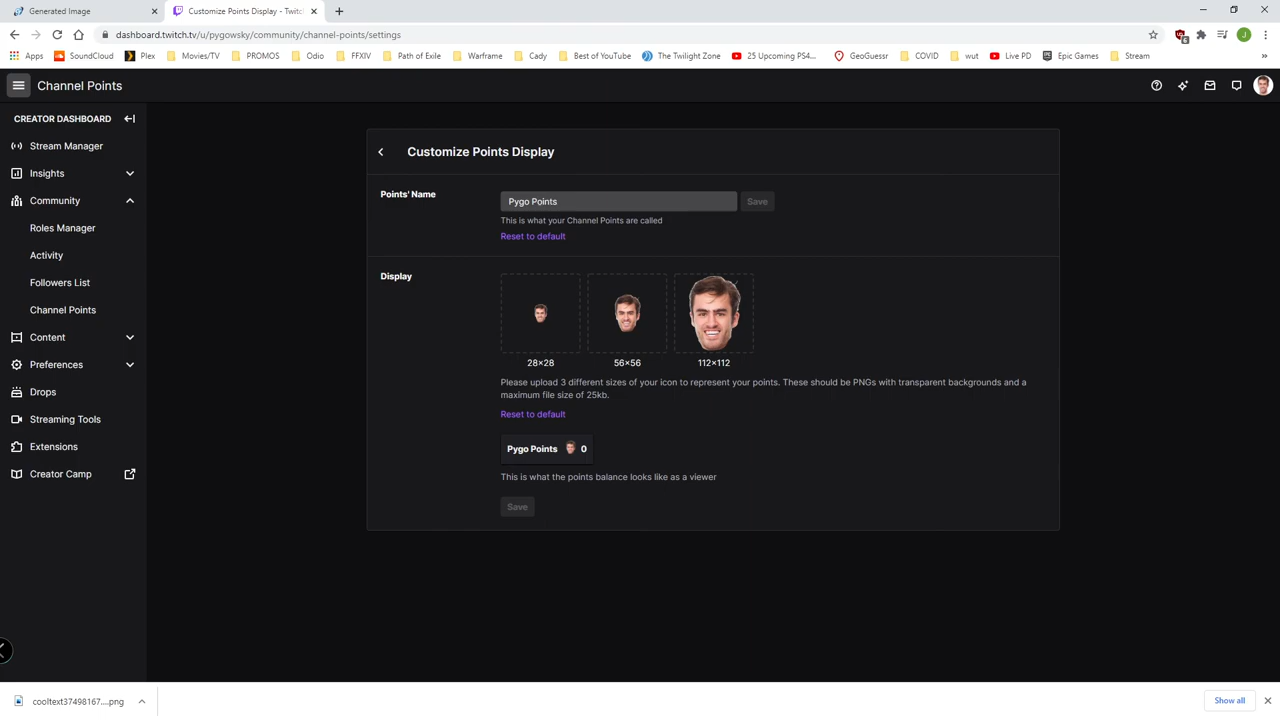 Generated Image
Customize Points Display - Twitch
dashboard.twitch.tv/u/pygowsky/community/channel-points/settings
6
J
Apps SoundCloud Plex Movies/TV PROMOS Odio FFXIV Path of Exile Warframe Cady Best of YouTube The Twilight Zone 25 Upcoming PS4... GeoGuessr COVID wut Live PD Epic Games Stream »
Channel Points
CREATOR DASHBOARD
Stream Manager
Insights
Community
Roles Manager
Activity
Followers List
Channel Points
Content
Preferences
Drops
Streaming Tools
Extensions
Creator Camp
Customize Points Display
Points' Name
Pygo Points Save
This is what your Channel Points are called
Reset to default
Display
28×28 56×56 112×112
Please upload 3 different sizes of your icon to represent your points. These should be PNGs with transparent backgrounds and a
maximum file size of 25kb.
Reset to default
Pygo Points 0
This is what the points balance looks like as a viewer
Save
cooltext37498167....png
Show all